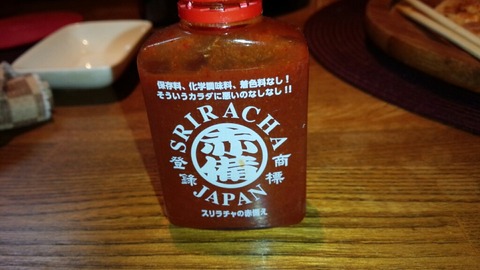 保存料、化学調味料、着色料なし!
そういうカラダに悪いのなしなし!!
SRIRACHA
赤備
登録
商標
JAPAN
スリラチャの赤備え